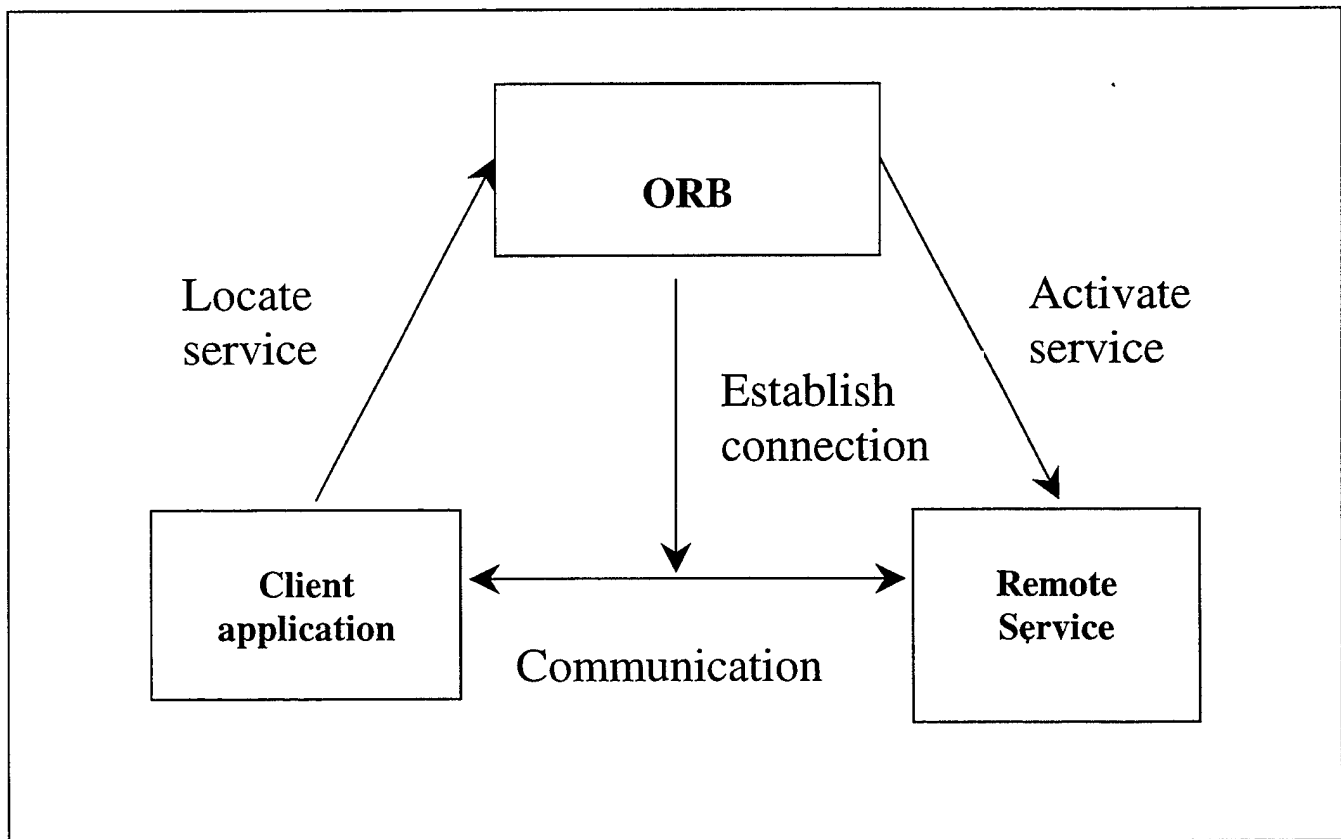 ORB
Locate
service
Activate
service
Establish
connection
Client
application
Remote
Service
Communication